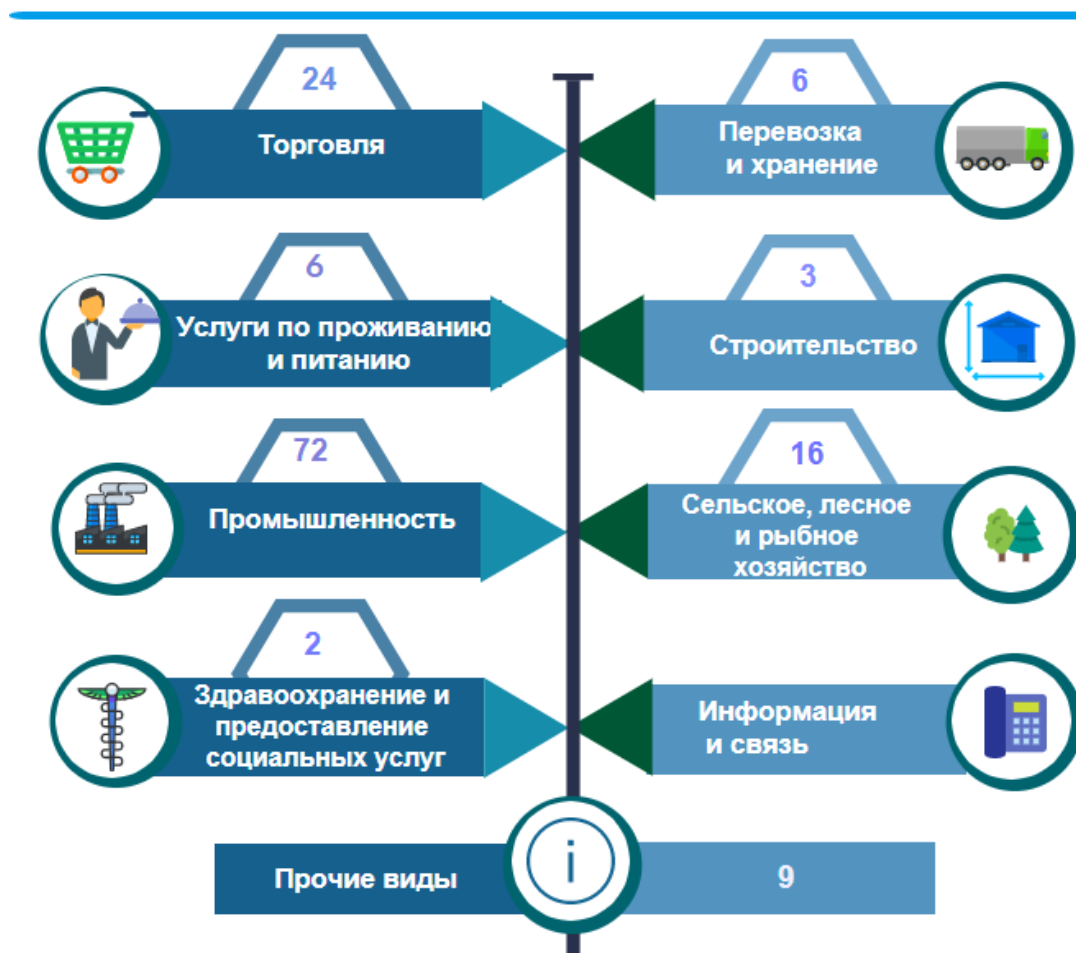 24
Торговля
6
Перевозка
и хранение
6
Услуги по проживанию
и питанию
3
Строительство
72
Промышленность
16
Сельское, лесное
и рыбное
хозяйство
2
Здравоохранение и
предоставление
социальных услуг
Информация
и связь
i
Прочие виды
9